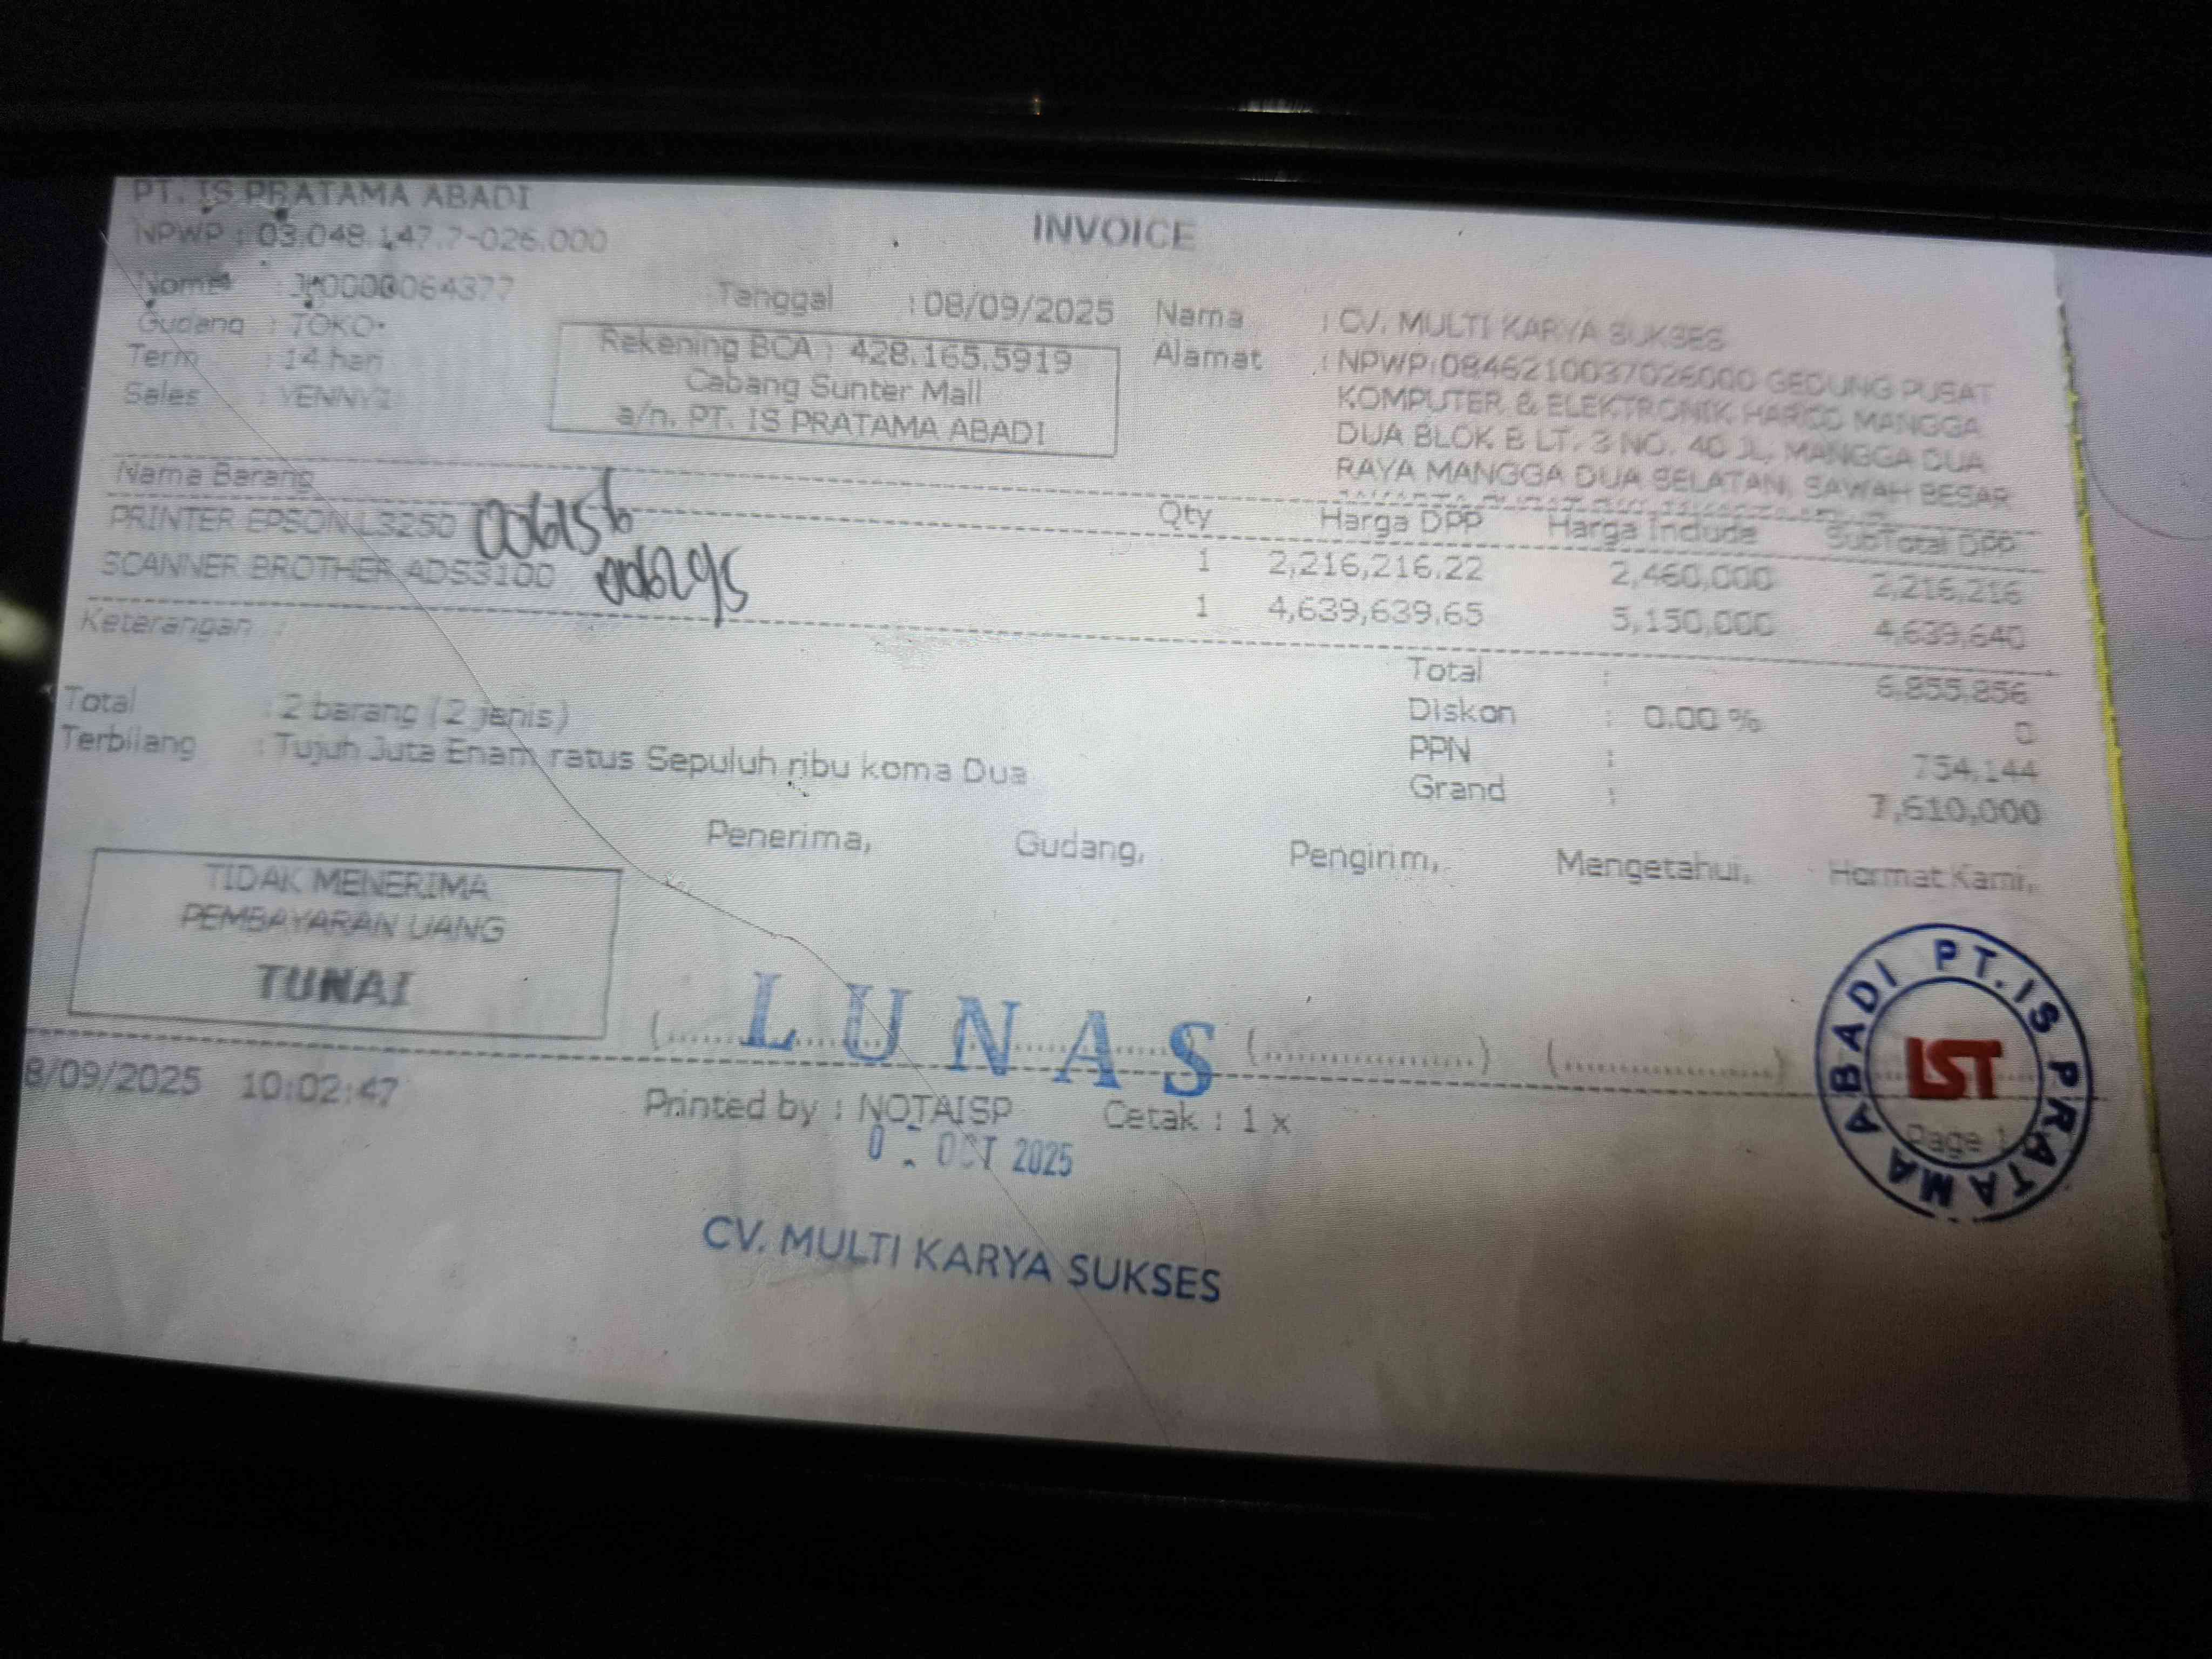 PT. IS PRATAMA ABADI
NPWP : 03.048.147.7-026.000
INVOICE
Nomor :
Gudang : TOKO
Term : 14 hari
Sales : VENNY
Tanggal : 08/09/2025
Rekening BCA : 428.165.5919
Cabang Sunter Mall
a/n. PT. IS PRATAMA ABADI
Nama : CV. MULTI KARYA SUKSES
Alamat : NPWP:0846210037026000 GEDUNG PUSAT
KOMPUTER & ELEKTRONIK HARCO MANGGA
DUA BLOK B LT. 3 NO. 40 JL. MANGGA DUA
RAYA MANGGA DUA SELATAN, SAWAH BESAR
Nama Barang Qty Harga DPP Harga Include SubTotal DPP
PRINTER EPSON L3250 1 2,216,216.22 2,460,000 2,216,216
SCANNER BROTHER ADS3100 1 4,639,639.65 5,150,000 4,639,640
Keterangan :
Total : 6,855,856
Diskon : 0.00 % 0
PPN : 754,144
Grand : 7,610,000
Total : 2 barang (2 jenis)
Terbilang : Tujuh Juta Enam ratus Sepuluh ribu koma Dua
Penerima, Gudang, Pengirim, Mengetahui, Hormat Kami,
TIDAK MENERIMA
PEMBAYARAN UANG
TUNAI
LUNAS
PT. IS PRATAMA ABADI
IST
8/09/2025 10:02:47 Printed by : NOTAISP Cetak : 1 x Page 1
OCT 2025
CV. MULTI KARYA SUKSES